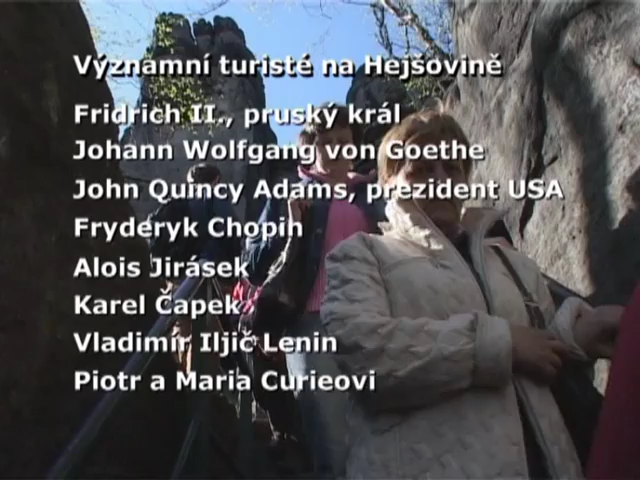 Významní turisté na Hejšovině
Fridrich II., pruský král
Johann Wolfgang von Goethe
John Quincy Adams, prezident USA
Fryderyk Chopin
Alois Jirásek
Karel Čapek
Vladimír Iljič Lenin
Piotr a Maria Curieovi